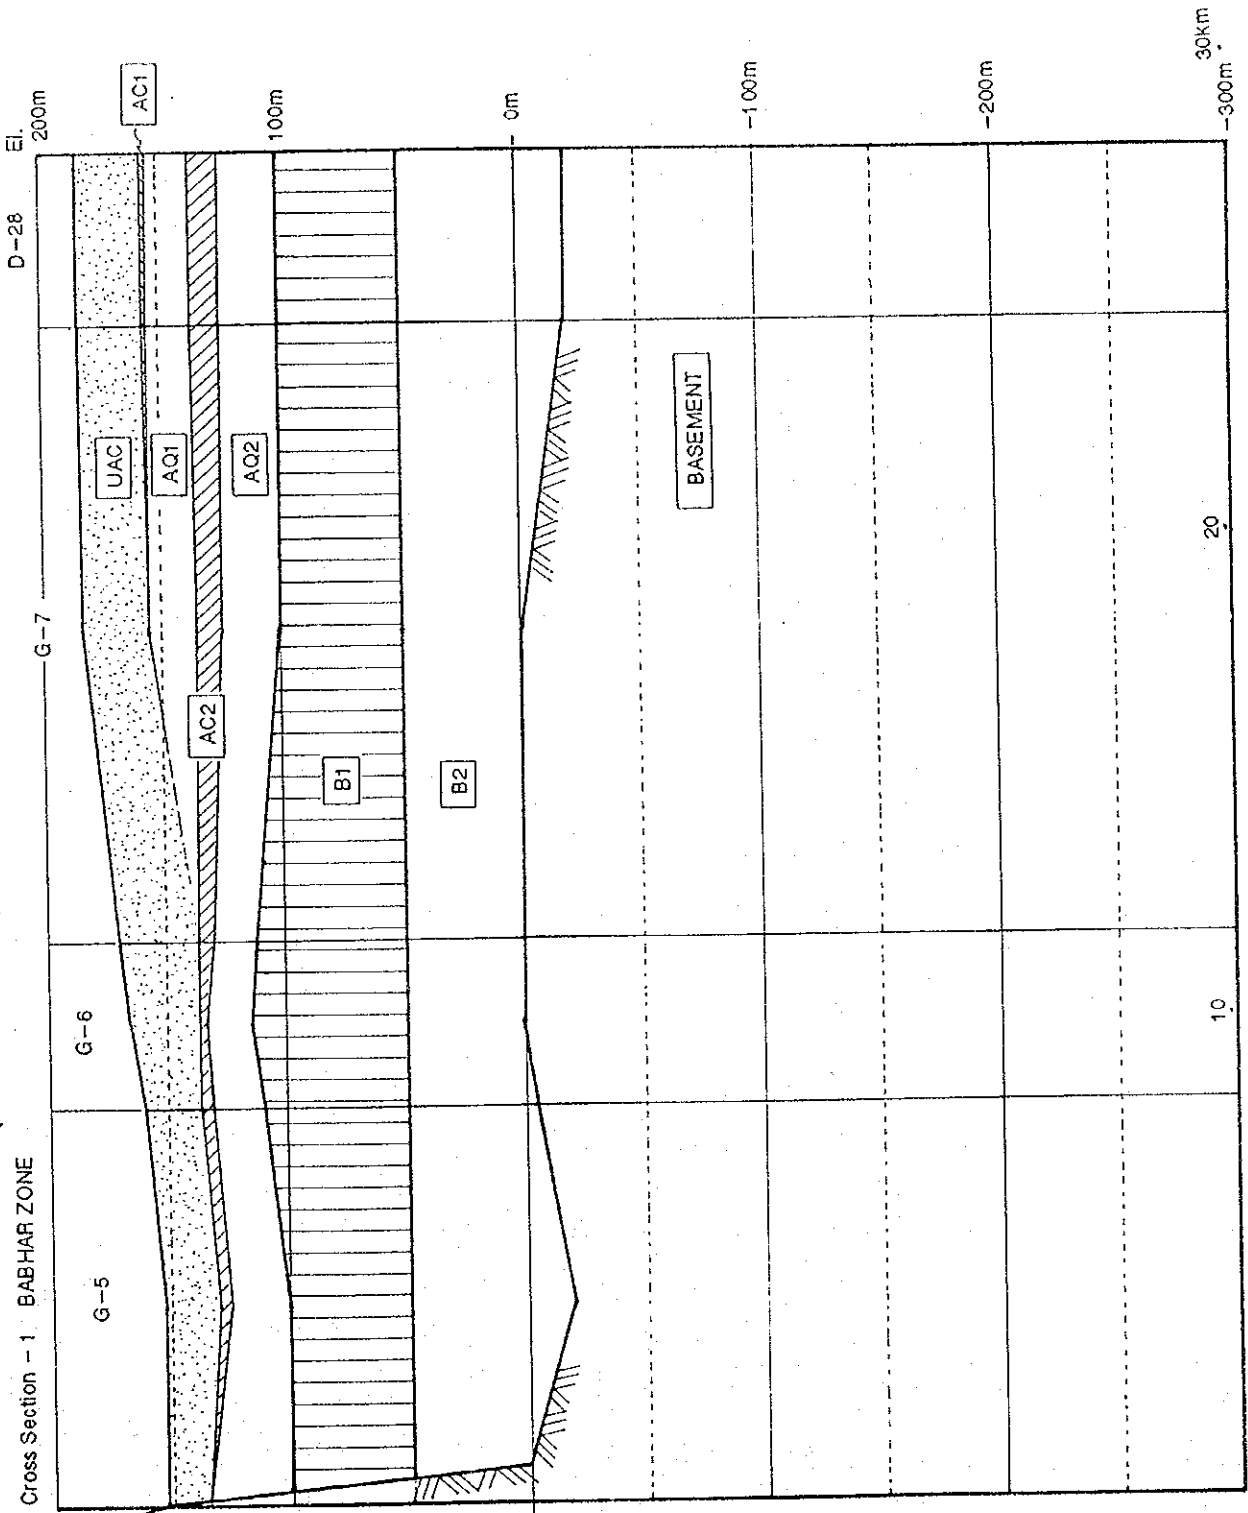 Cross Section - 1 BABHAR ZONE
G-5
G-6
G-7
D-28
El.
200m
100m
0m
-100m
-200m
-300m
AC1
UAC
AQ1
AC2
AQ2
B1
B2
BASEMENT
10
20
30km